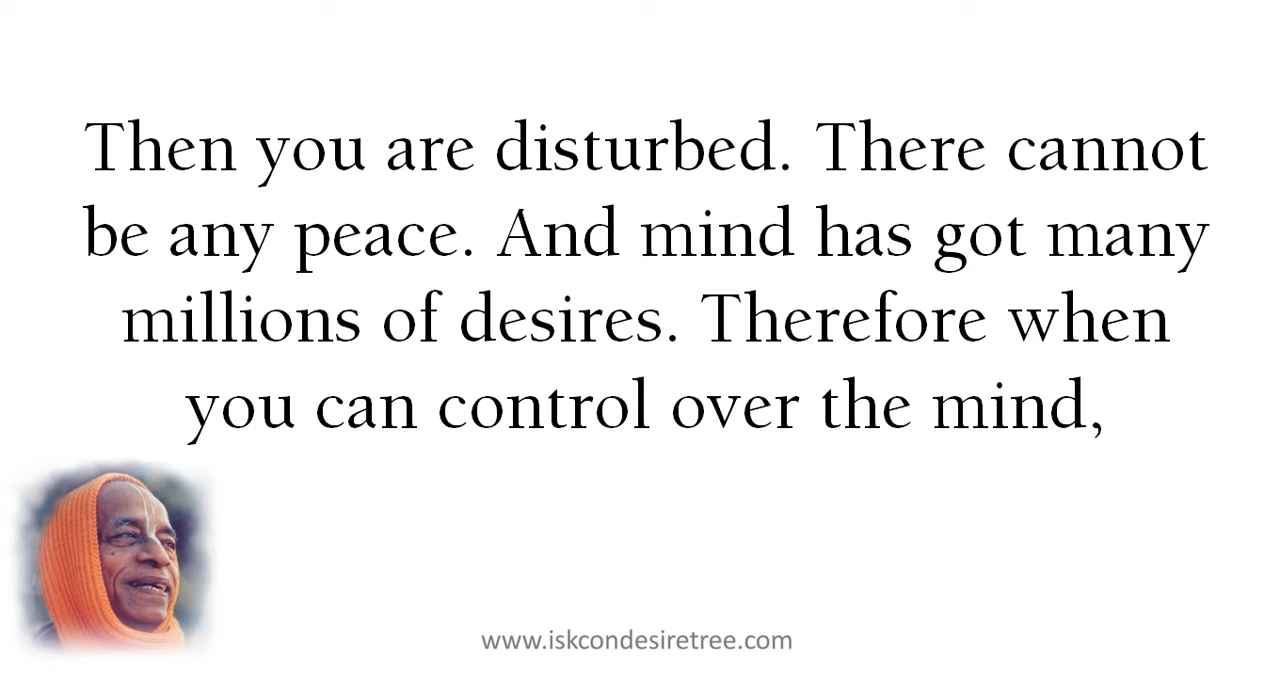 Then you are disturbed. There cannot
be any peace. And mind has got many
millions of desires. Therefore when
you can control over the mind,
www.iskcondesiretree.com